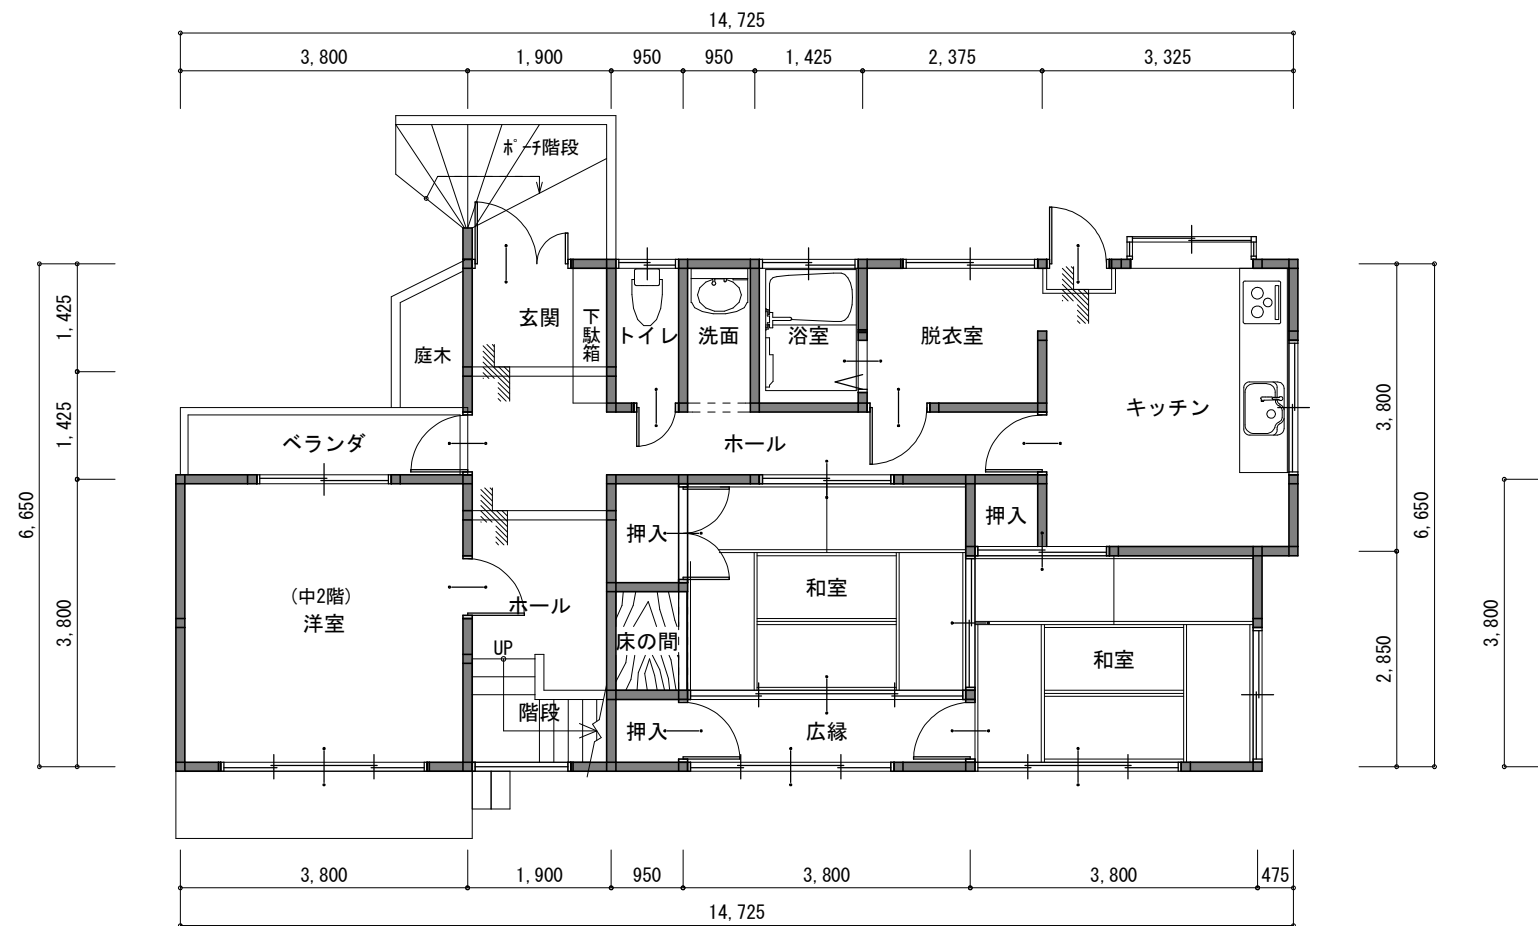 14,725
3,800 1,900 950 950 1,425 2,375 3,325
ﾎﾟｰﾁ階段
玄関
下駄箱
トイレ
洗面
浴室
脱衣室
庭木
キッチン
ベランダ
ホール
押入
押入
(中2階)
洋室
ホール
和室
床の間
UP
和室
階段
押入
広縁
1,425
1,425
3,800
6,650
3,800
2,850
6,650
3,800
3,800 1,900 950 3,800 3,800 475
14,725